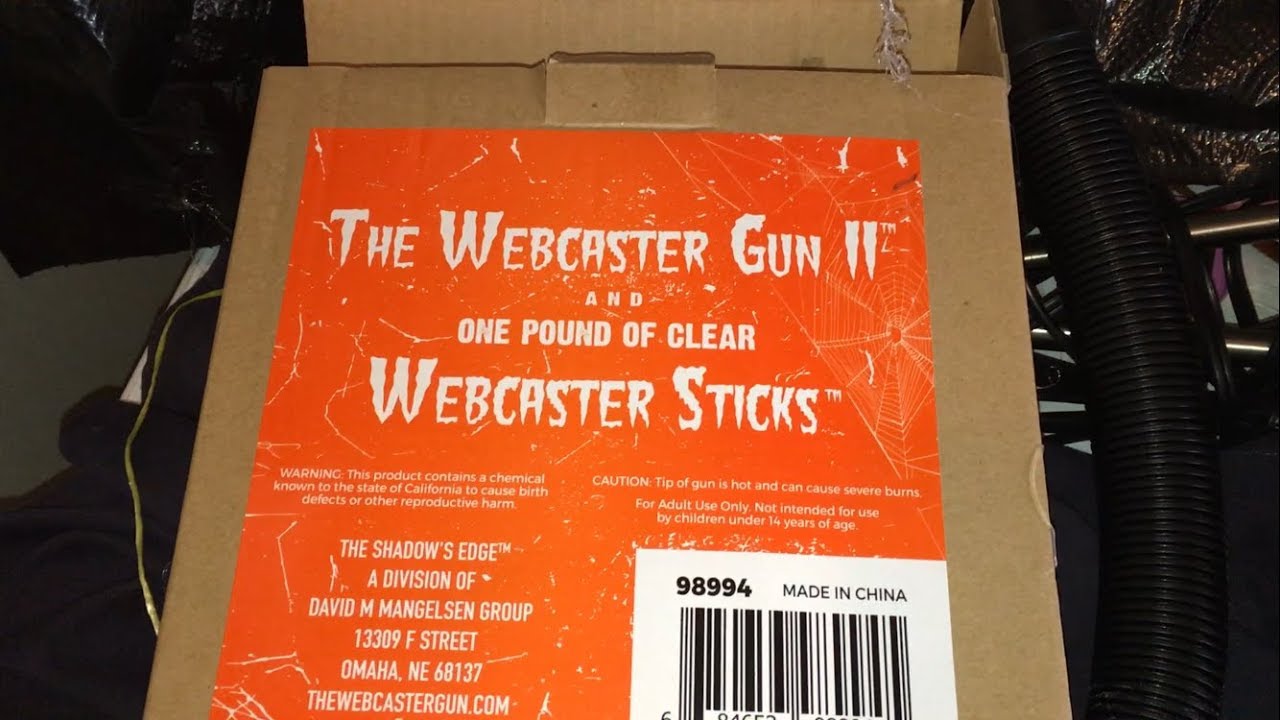 THE WEBCASTER GUN II™
AND
ONE POUND OF CLEAR
WEBCASTER STICKS™
WARNING: This product contains a chemical
known to the state of California to cause birth
defects or other reproductive harm.
CAUTION: Tip of gun is hot and can cause severe burns.
For Adult Use Only. Not intended for use
by children under 14 years of age.
THE SHADOW'S EDGE™
A DIVISION OF
DAVID M MANGELSEN GROUP
13309 F STREET
OMAHA, NE 68137
THEWEBCASTERGUN.COM
98994 MADE IN CHINA